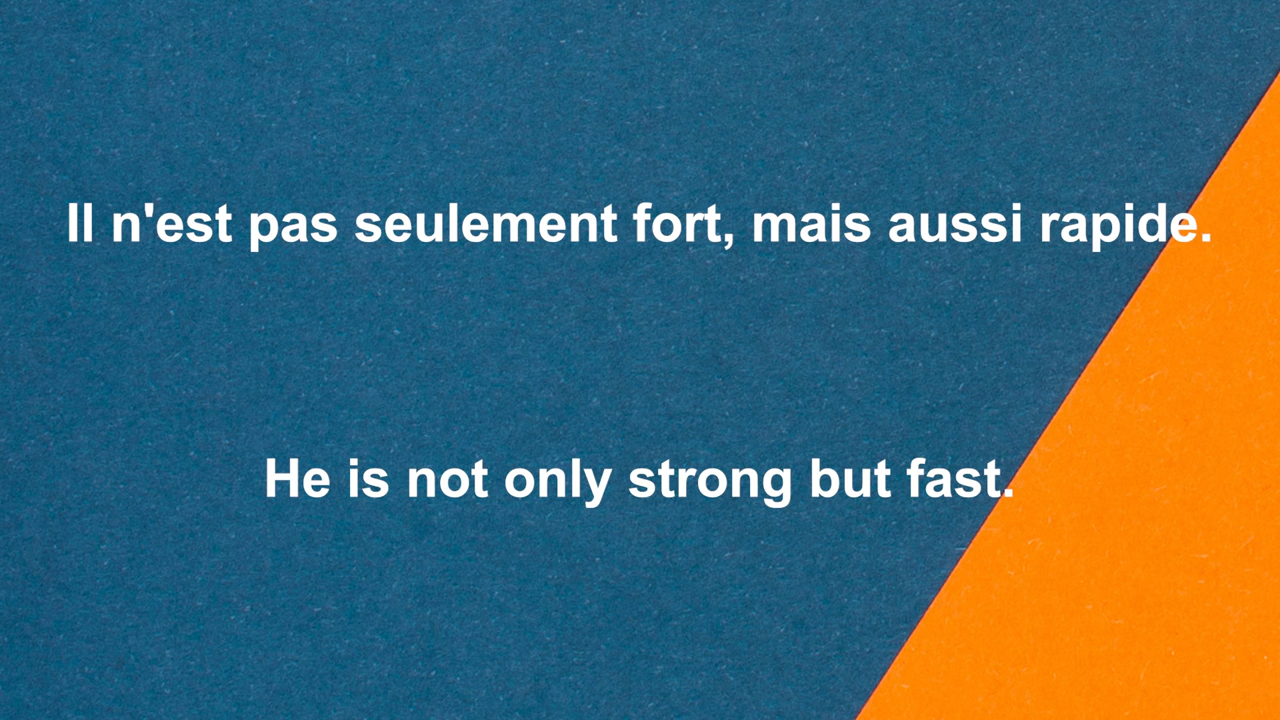 Il n'est pas seulement fort, mais aussi rapide.
He is not only strong but fast.